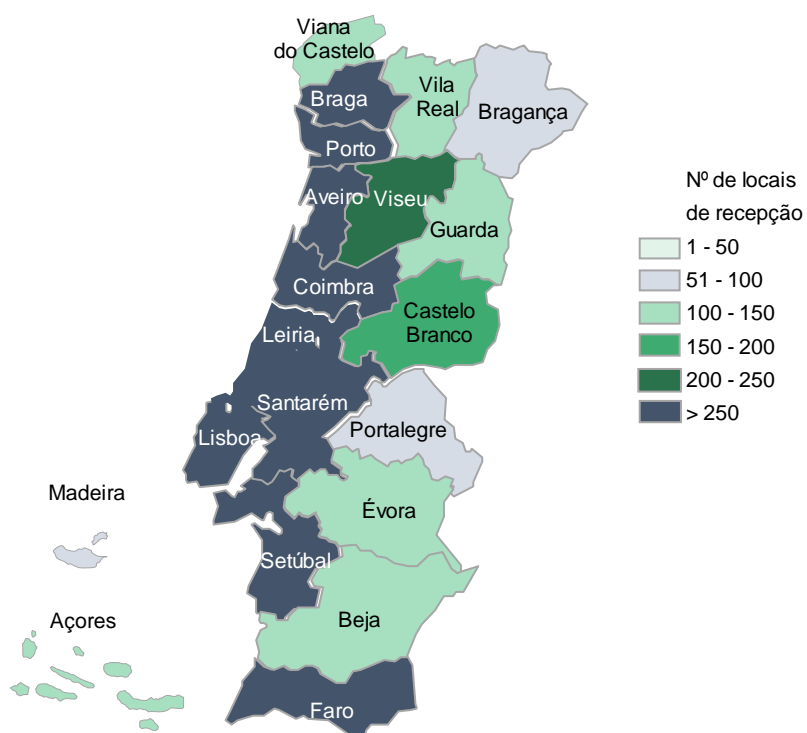 Viana
do Castelo
Braga
Vila
Real
Bragança
Porto
Aveiro
Viseu
Guarda
Coimbra
Castelo
Branco
Leiria
Santarém
Lisboa
Portalegre
Évora
Setúbal
Beja
Faro
Madeira
Açores
Nº de locais
de recepção
1 - 50
51 - 100
100 - 150
150 - 200
200 - 250
> 250